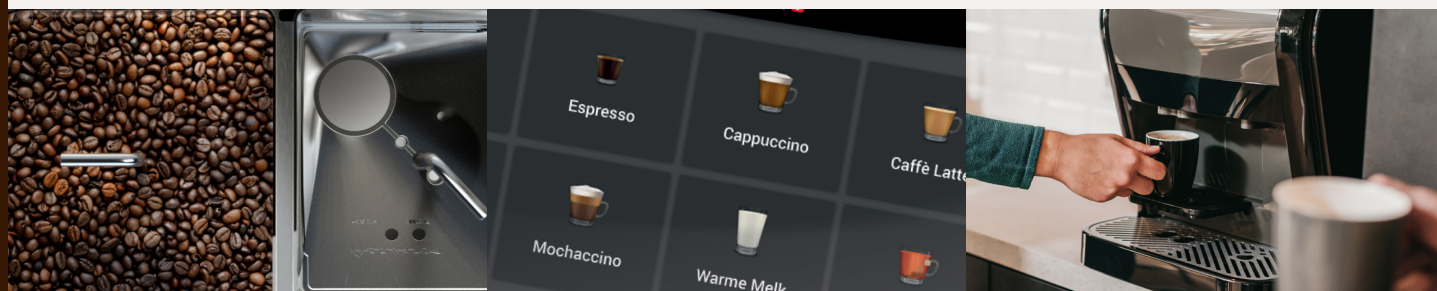 Espresso
Cappuccino
Caffè Latte
Mochaccino
Warme Melk